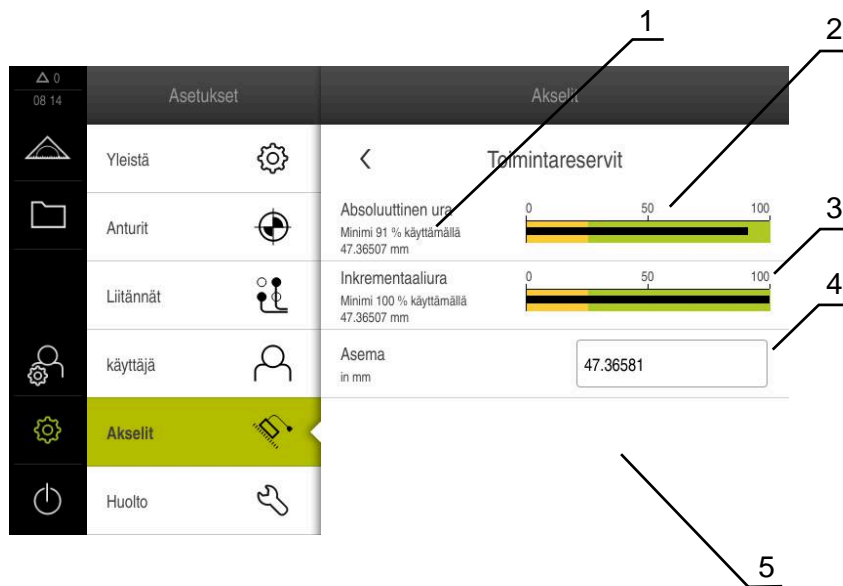 1
2
△ 0
08 14
Asetukset
Akselit
Yleistä
Toimintareservit
Absoluuttinen ura
0 50 100
Minimi 91 % käyttämällä
47.36507 mm
3
Anturit
Inkrementaaliura
0 50 100
Minimi 100 % käyttämällä
47.36507 mm
4
Liitännät
Asema
in mm
47.36581
käyttäjä
Akselit
Huolto
5